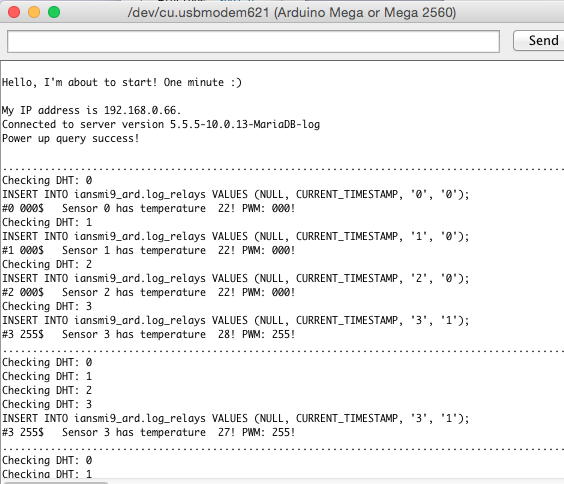 /dev/cu.usbmodem621 (Arduino Mega or Mega 2560)
Send
Hello, I'm about to start! One minute :)
My IP address is 192.168.0.66.
Connected to server version 5.5.5-10.0.13-MariaDB-log
Power up query success!
................................................................................................
Checking DHT: 0
INSERT INTO iansmi9_ard.log_relays VALUES (NULL, CURRENT_TIMESTAMP, '0', '0');
#0 000$   Sensor 0 has temperature  22! PWM: 000!
Checking DHT: 1
INSERT INTO iansmi9_ard.log_relays VALUES (NULL, CURRENT_TIMESTAMP, '1', '0');
#1 000$   Sensor 1 has temperature  22! PWM: 000!
Checking DHT: 2
INSERT INTO iansmi9_ard.log_relays VALUES (NULL, CURRENT_TIMESTAMP, '2', '0');
#2 000$   Sensor 2 has temperature  22! PWM: 000!
Checking DHT: 3
INSERT INTO iansmi9_ard.log_relays VALUES (NULL, CURRENT_TIMESTAMP, '3', '1');
#3 255$   Sensor 3 has temperature  28! PWM: 255!
................................................................................................
Checking DHT: 0
Checking DHT: 1
Checking DHT: 2
Checking DHT: 3
INSERT INTO iansmi9_ard.log_relays VALUES (NULL, CURRENT_TIMESTAMP, '3', '1');
#3 255$   Sensor 3 has temperature  27! PWM: 255!
................................................................................................
Checking DHT: 0
Checking DHT: 1